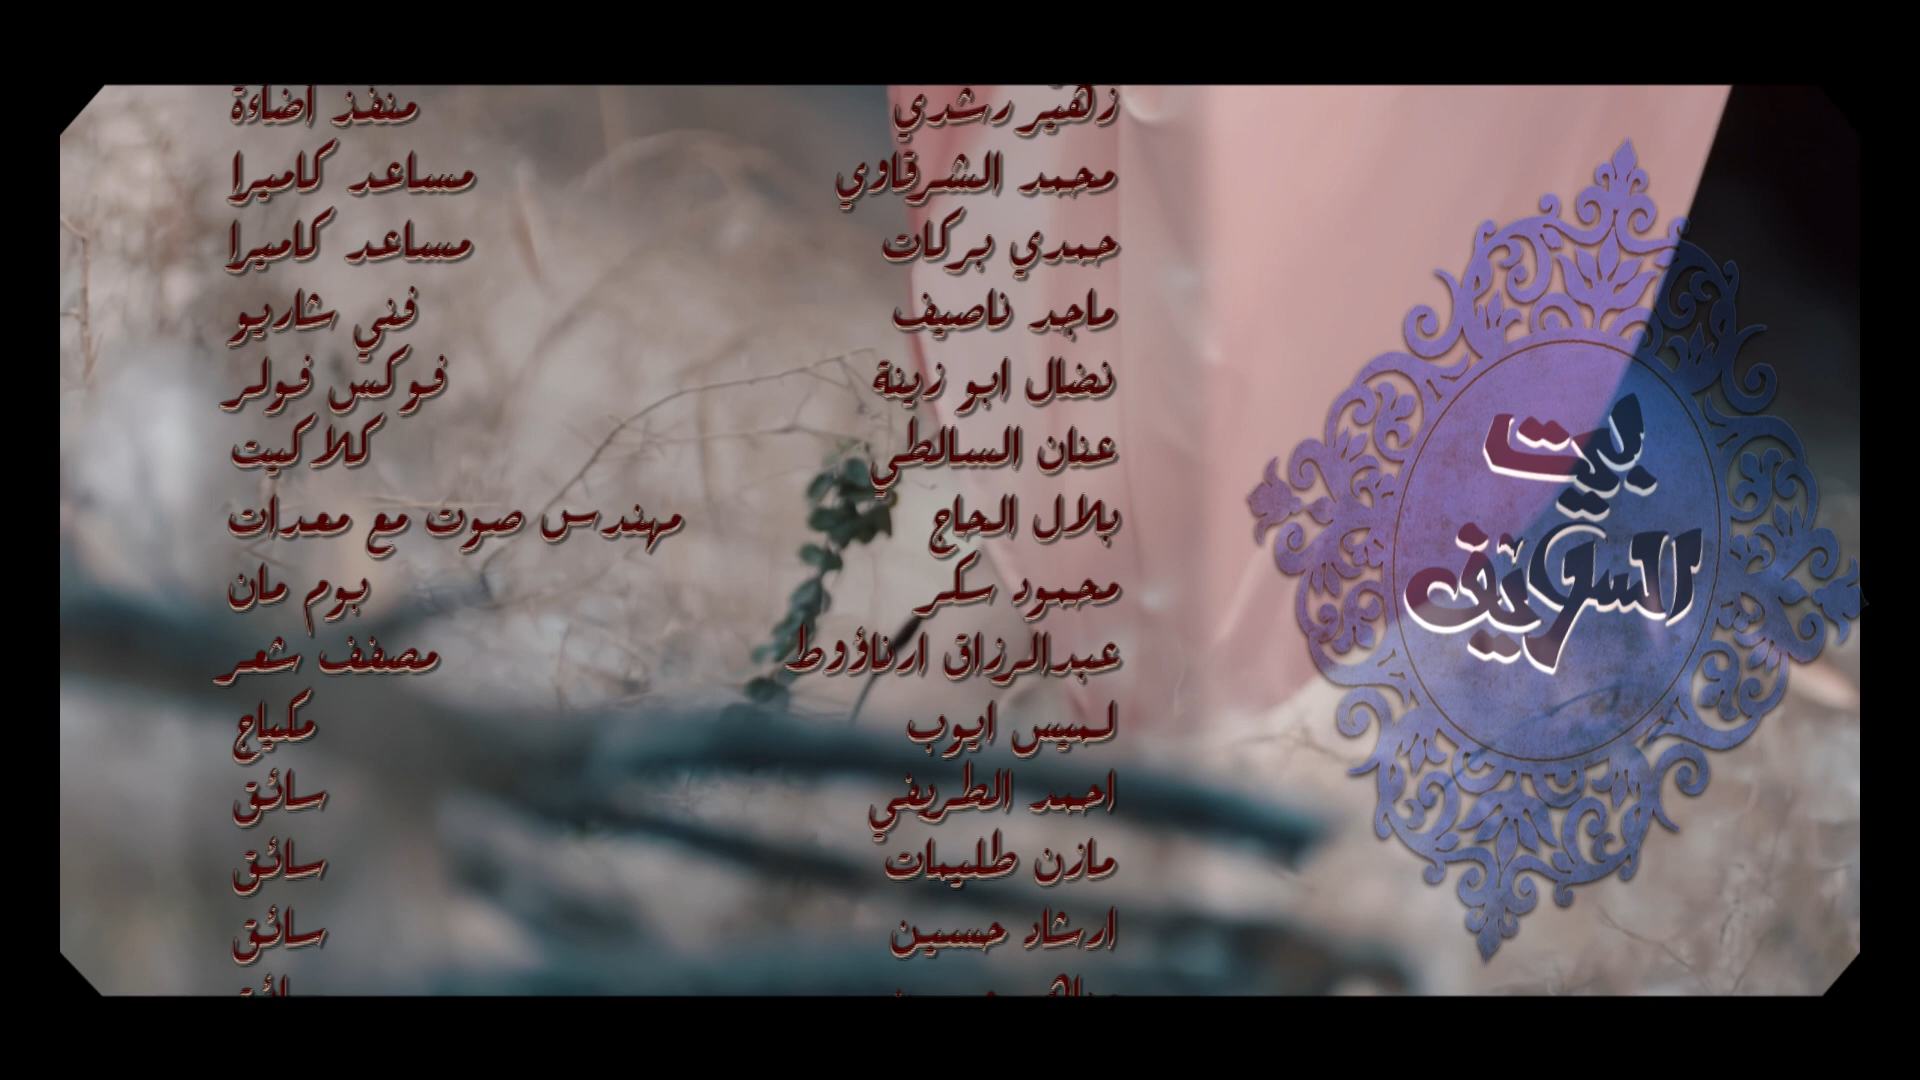 زهير رشدي منفذ اضاءة
محمد الشرقاوي مساعد كاميرا
حمدي بركات مساعد كاميرا
ماجد ناصيف فني شاريو
نضال ابو زينة فوكس فولر
عنان السالطي كلاكيت
بلال الحاج مهندس صوت مع معدات
محمود سكر بوم مان
عبدالرزاق ارناؤوط مصفف شعر
لميس ايوب مكياج
احمد الطريفي سائق
مازن طليمات سائق
ارشاد حسين سائق
سائق
بيت